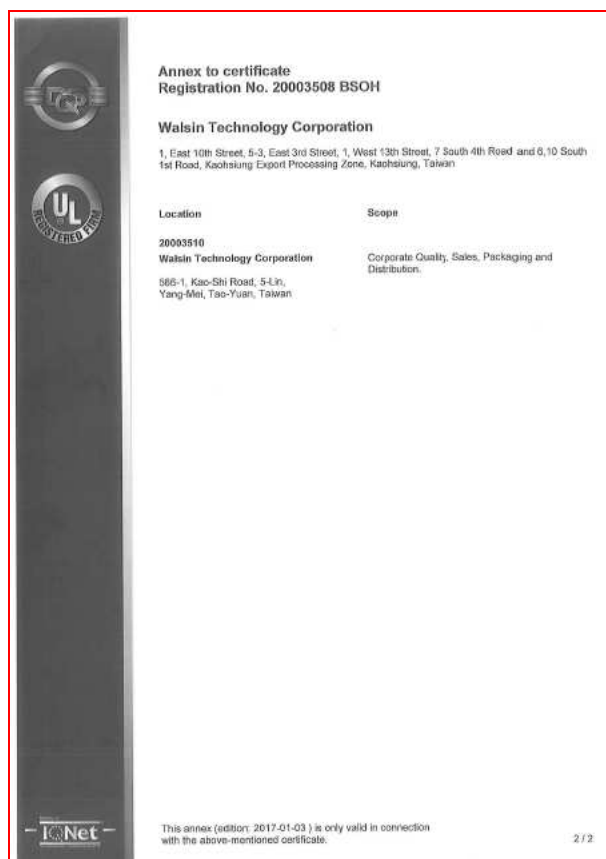 DQS
Annex to certificate
Registration No. 20003508 BSOH
Walsin Technology Corporation
1, East 10th Street, 5-3, East 3rd Street, 1, West 13th Street, 7 South 4th Road and 6,10 South
1st Road, Kaohsiung Export Processing Zone, Kaohsiung, Taiwan
UL
REGISTERED FIRM
Location
Scope
20003510
Walsin Technology Corporation
Corporate Quality, Sales, Packaging and
Distribution.
566-1, Kao-Shi Road, 5-Lin,
Yang-Mei, Tao-Yuan, Taiwan
IQNet
This annex (edition: 2017-01-03 ) is only valid in connection
with the above-mentioned certificate.
2 / 2